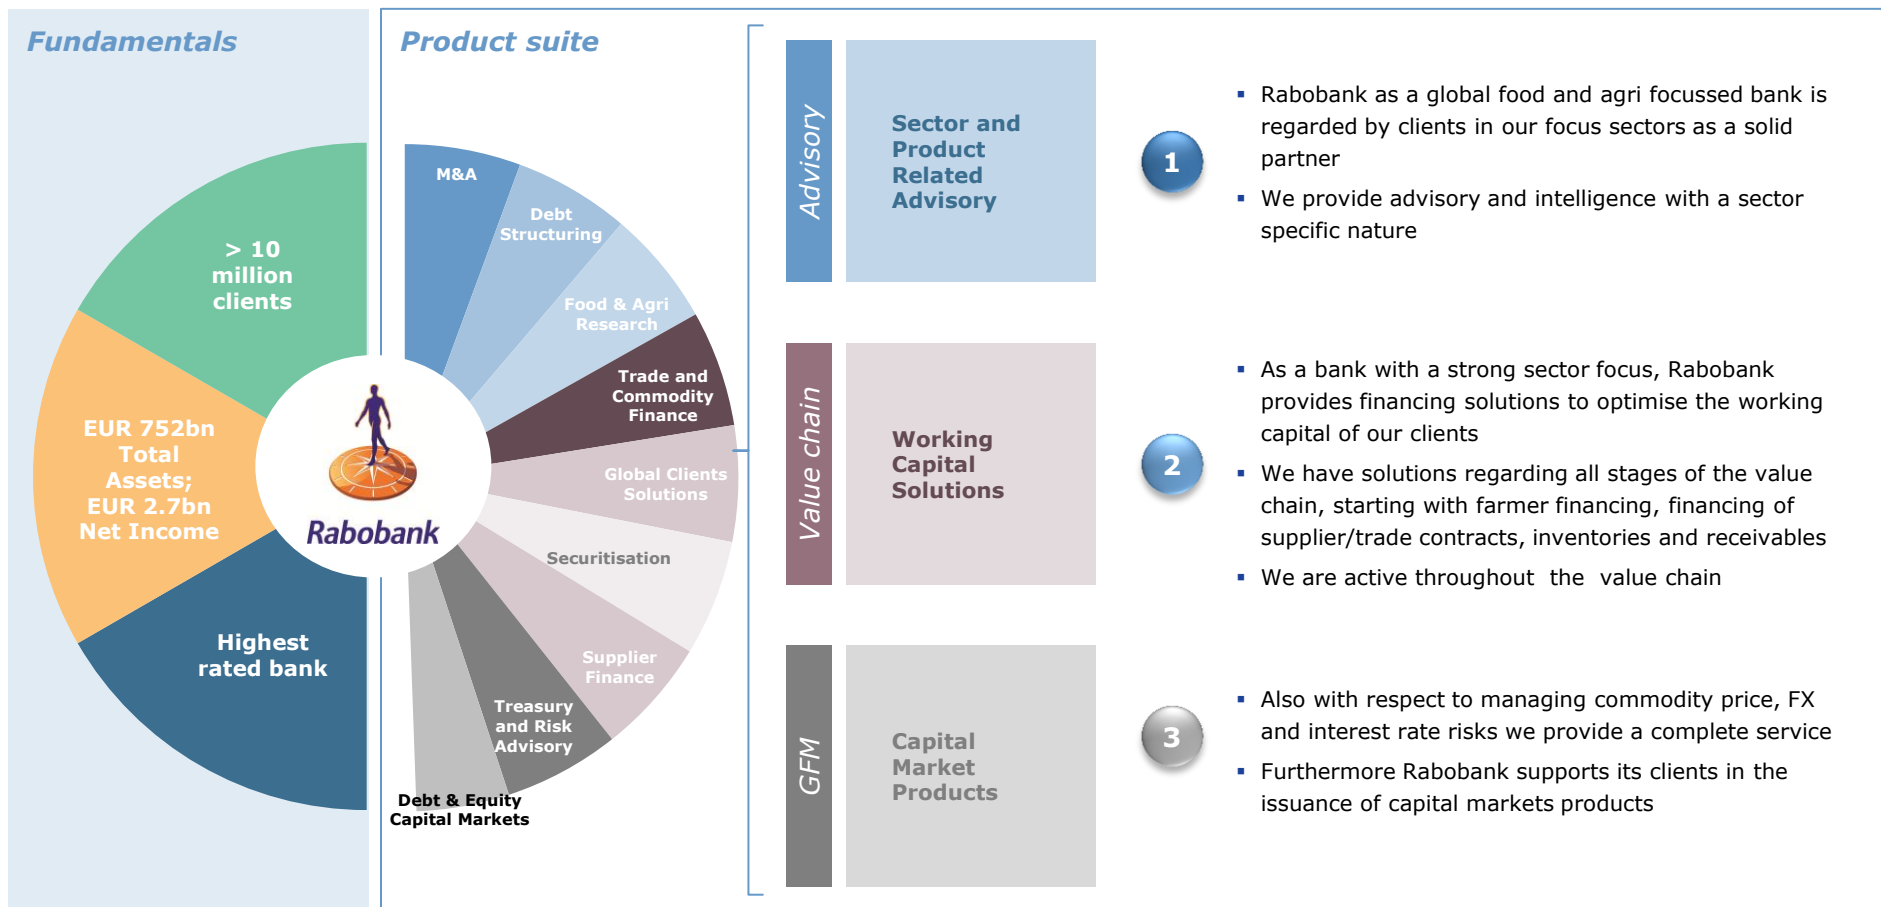 Fundamentals
> 10
million
clients
EUR 752bn
Total
Assets;
EUR 2.7bn
Net Income
Highest
rated bank
Rabobank
Product suite
M&A
Debt
Structuring
Food & Agri
Research
Trade and
Commodity
Finance
Global Clients
Solutions
Securitisation
Supplier
Finance
Treasury
and Risk
Advisory
Debt & Equity
Capital Markets
Advisory
Sector and
Product
Related
Advisory
1
▪ Rabobank as a global food and agri focussed bank is
regarded by clients in our focus sectors as a solid
partner
▪ We provide advisory and intelligence with a sector
specific nature
Value chain
Working
Capital
Solutions
2
▪ As a bank with a strong sector focus, Rabobank
provides financing solutions to optimise the working
capital of our clients
▪ We have solutions regarding all stages of the value
chain, starting with farmer financing, financing of
supplier/trade contracts, inventories and receivables
▪ We are active throughout the value chain
GFM
Capital
Market
Products
3
▪ Also with respect to managing commodity price, FX
and interest rate risks we provide a complete service
▪ Furthermore Rabobank supports its clients in the
issuance of capital markets products